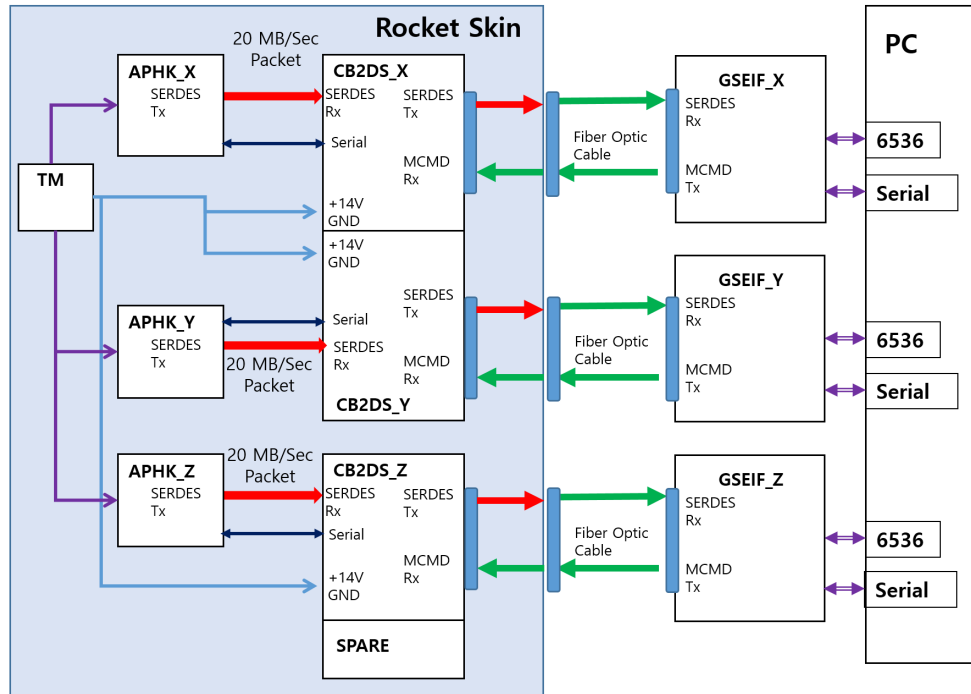 Rocket Skin
PC
20 MB/Sec
Packet
APHK_X
SERDES
Tx
CB2DS_X
SERDES
Rx
SERDES
Tx
Serial
MCMD
Rx
+14V
GND
Fiber Optic
Cable
GSEIF_X
SERDES
Rx
MCMD
Tx
6536
Serial
TM
+14V
GND
APHK_Y
SERDES
Tx
20 MB/Sec
Packet
SERDES
Tx
Serial
SERDES
Rx
MCMD
Rx
CB2DS_Y
Fiber Optic
Cable
GSEIF_Y
SERDES
Rx
MCMD
Tx
6536
Serial
20 MB/Sec
Packet
APHK_Z
SERDES
Tx
CB2DS_Z
SERDES
Rx
SERDES
Tx
Serial
MCMD
Rx
+14V
GND
SPARE
Fiber Optic
Cable
GSEIF_Z
SERDES
Rx
MCMD
Tx
6536
Serial